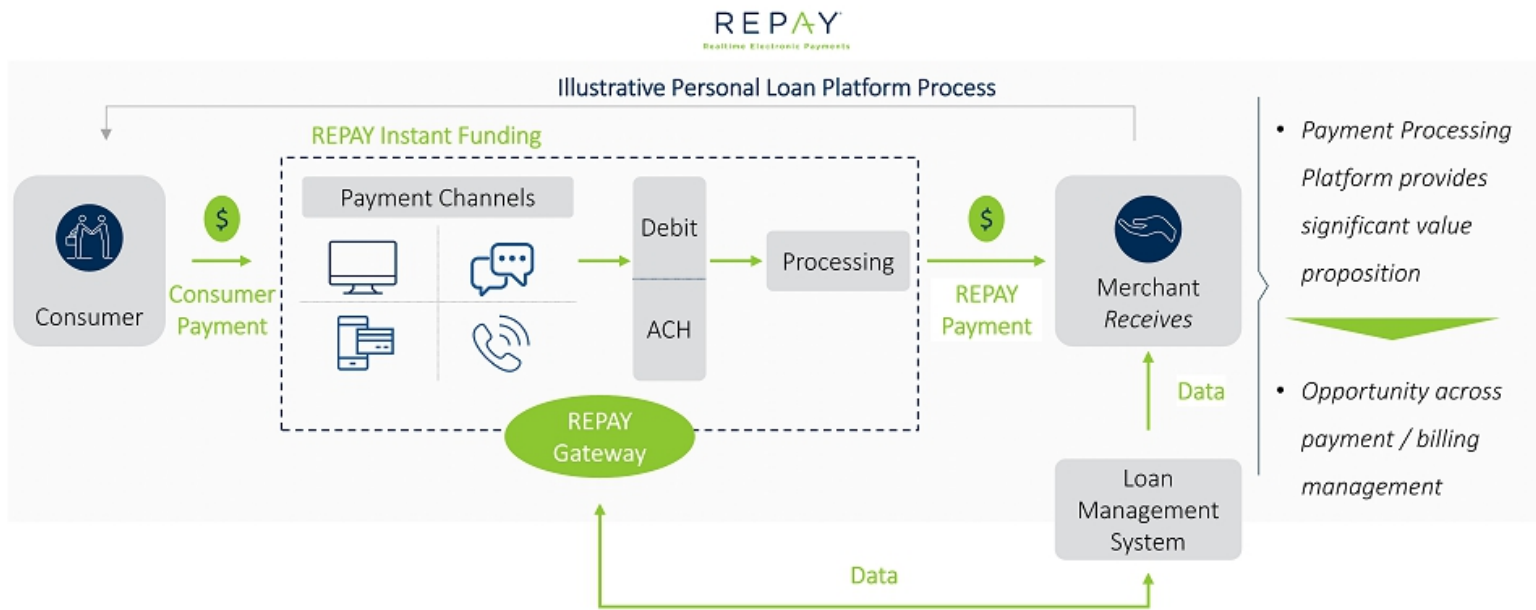 REPAY
Realtime Electronic Payments
Illustrative Personal Loan Platform Process
REPAY Instant Funding
Consumer
$
Consumer
Payment
Payment Channels
Debit
ACH
Processing
REPAY
Gateway
$
REPAY
Payment
Merchant
Receives
Data
Loan
Management
System
Data
• Payment Processing
Platform provides
significant value
proposition
• Opportunity across
payment / billing
management